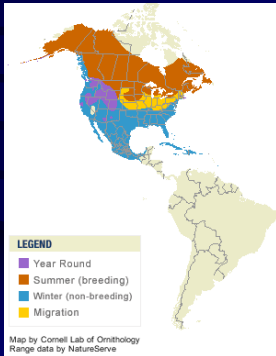 LEGEND
Year Round
Summer (breeding)
Winter (non-breeding)
Migration
Map by Cornell Lab of Ornithology
Range data by NatureServe